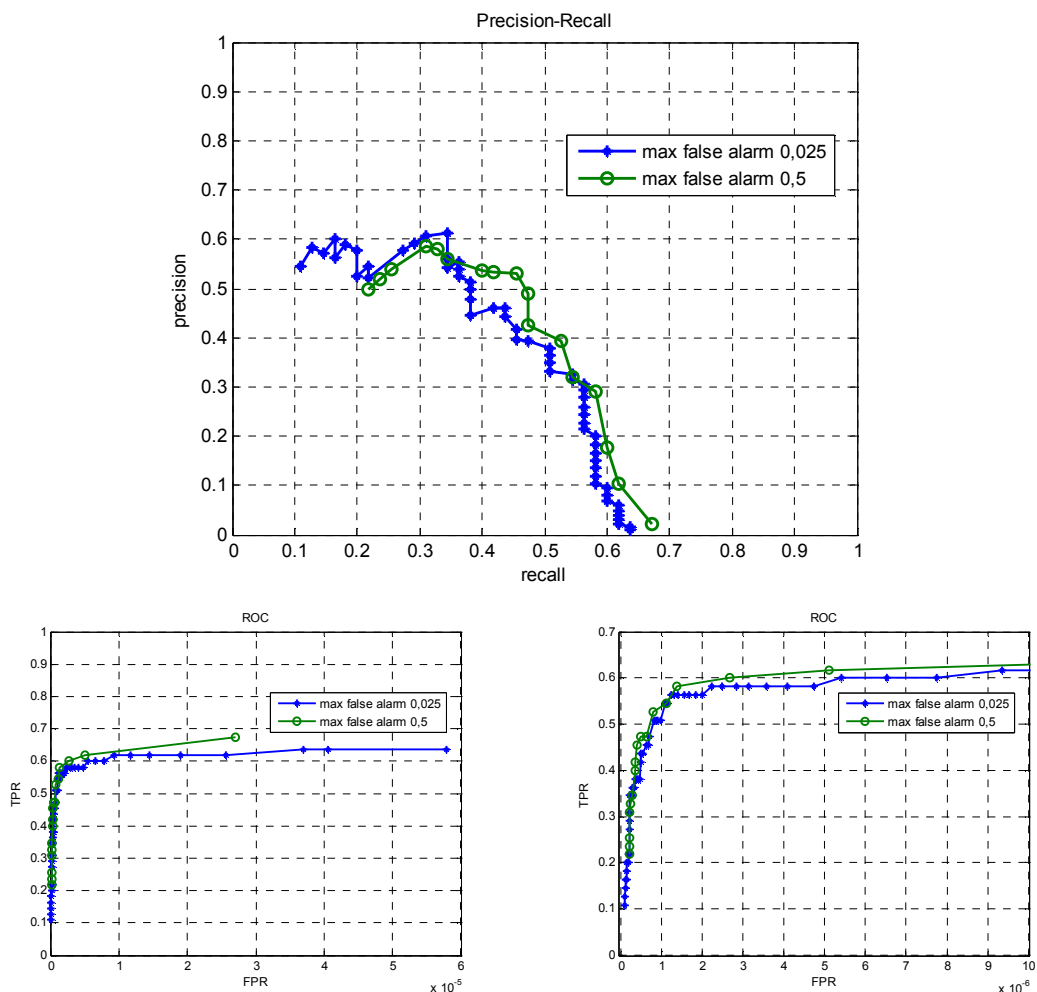 Precision-Recall
1
0.9
0.8
0.7
0.6
0.5
0.4
0.3
0.2
0.1
0
precision
max false alarm 0,025
max false alarm 0,5
0 0.1 0.2 0.3 0.4 0.5 0.6 0.7 0.8 0.9 1
recall
ROC
1
0.9
0.8
0.7
0.6
0.5
0.4
0.3
0.2
0.1
0
TPR
max false alarm 0,025
max false alarm 0,5
0 1 2 3 4 5 6
FPR
x 10-5
ROC
0.7
0.6
0.5
0.4
0.3
0.2
0.1
0
TPR
max false alarm 0,025
max false alarm 0,5
0 1 2 3 4 5 6 7 8 9 10
FPR
x 10-6